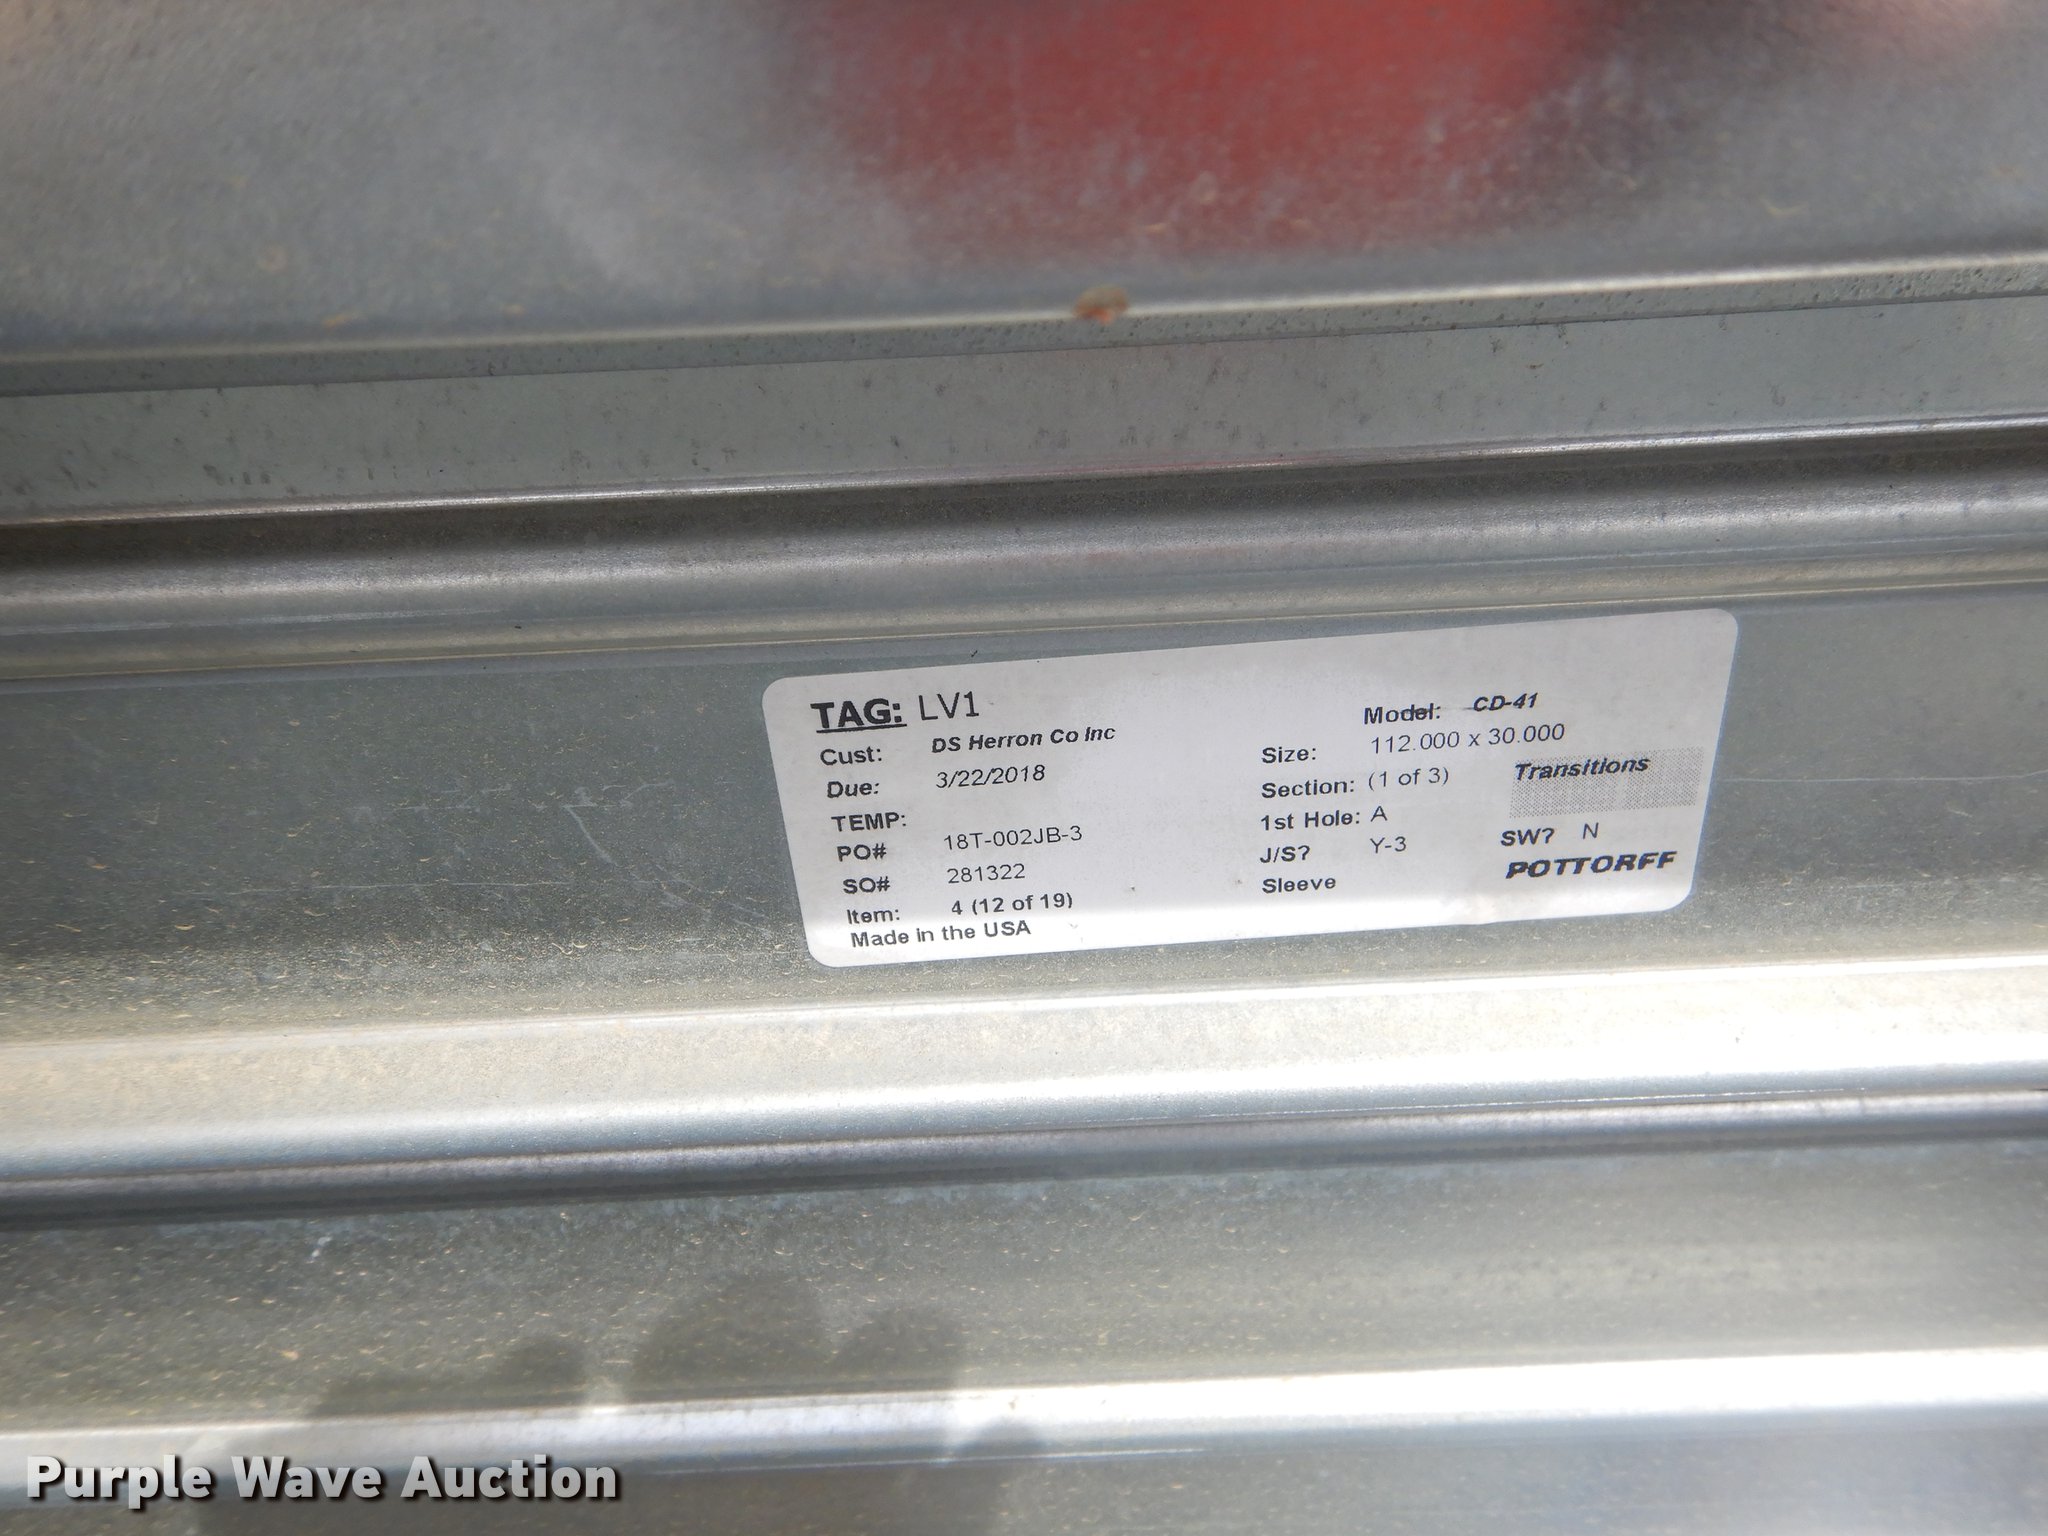 TAG: LV1
Cust: DS Herron Co Inc
Due: 3/22/2018
TEMP:
PO# 18T-002JB-3
SO# 281322
Item: 4 (12 of 19)
Made in the USA
Model: CD-41
Size: 112.000 x 30.000
Section: (1 of 3) Transitions
1st Hole: A
J/S? Y-3 SW? N
Sleeve POTTORFF
Purple Wave Auction